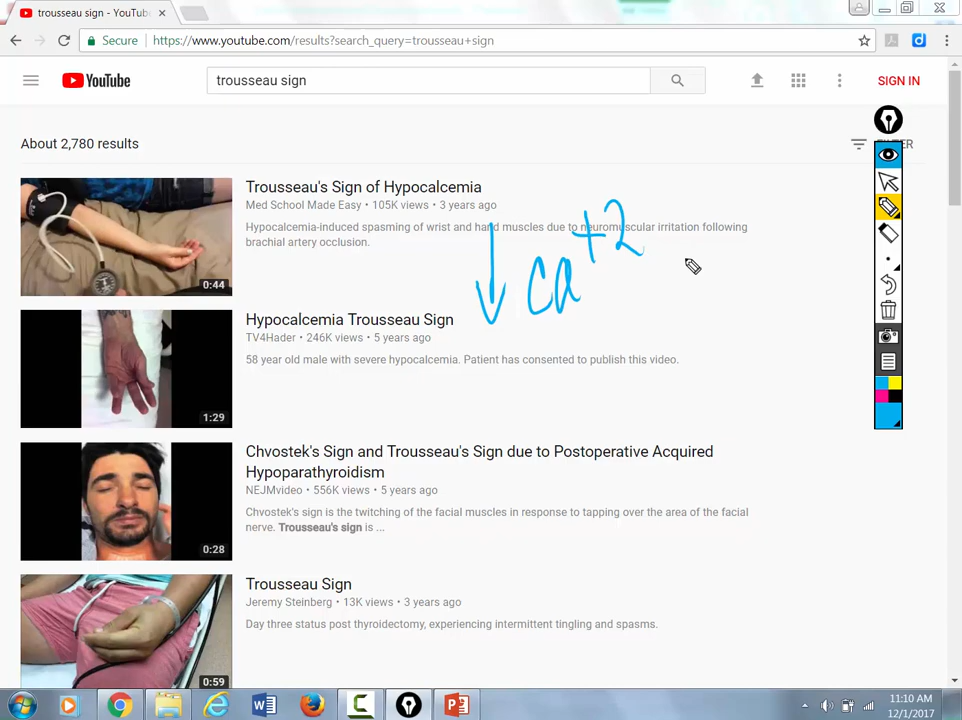 trousseau sign - YouTub
Secure https://www.youtube.com/results?search_query=trousseau+sign
YouTube
trousseau sign
SIGN IN
About 2,780 results
Trousseau's Sign of Hypocalcemia
Med School Made Easy • 105K views • 3 years ago
Hypocalcemia-induced spasming of wrist and hand muscles due to neuromuscular irritation following
brachial artery occlusion.
0:44
↓ Ca+2
Hypocalcemia Trousseau Sign
TV4Hader • 246K views • 5 years ago
58 year old male with severe hypocalcemia. Patient has consented to publish this video.
1:29
Chvostek's Sign and Trousseau's Sign due to Postoperative Acquired
Hypoparathyroidism
NEJMvideo • 556K views • 5 years ago
Chvostek's sign is the twitching of the facial muscles in response to tapping over the area of the facial
nerve. Trousseau's sign is ...
0:28
Trousseau Sign
Jeremy Steinberg • 13K views • 3 years ago
Day three status post thyroidectomy, experiencing intermittent tingling and spasms.
0:59
11:10 AM
12/1/2017